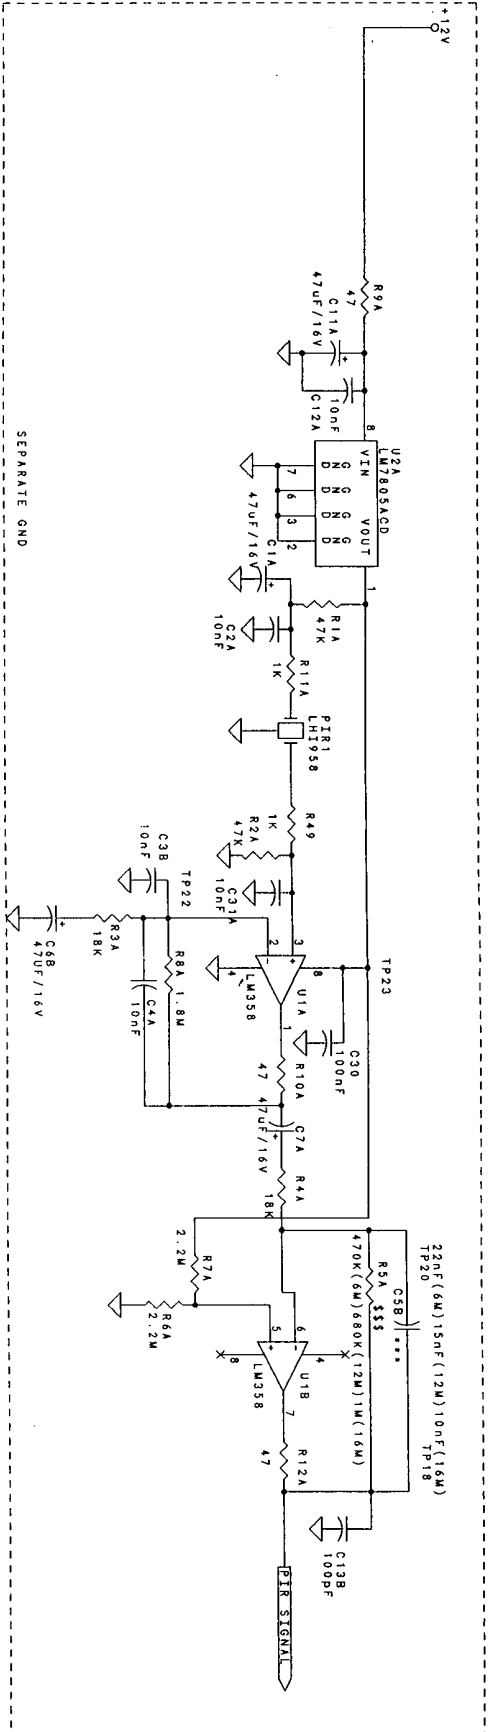 +12V
R9A
47
C11A
47uF/16V
10nF
C12A
8
U2A
LM7805ACD
VIN
VOUT
GND
GND
GND
GND
7
6
3
2
1
C1A
47uF/16V
R1A
47K
C2A
10nF
R11A
1K
PIR1
LHI958
R49
1K
R2A
47K
C31A
10nF
TP22
C3B
10nF
TP23
3
2
8
4
+
-
U1A
LM358
1
C30
100nF
R3A
18K
C6B
47UF/16V
R8A 1.8M
C4A
10nF
R10A
47
C7A
47uF/16V
R4A
18K
R7A
2.2M
R6A
2.2M
22nF(6M)15nF(12M)10nF(16M)
TP20
TP18
C5B ***
R5A $$$
470K(6M)680K(12M)1M(16M)
6
5
4
8
7
U1B
LM358
R12A
47
C13B
100pF
PIR SIGNAL
SEPARATE GND